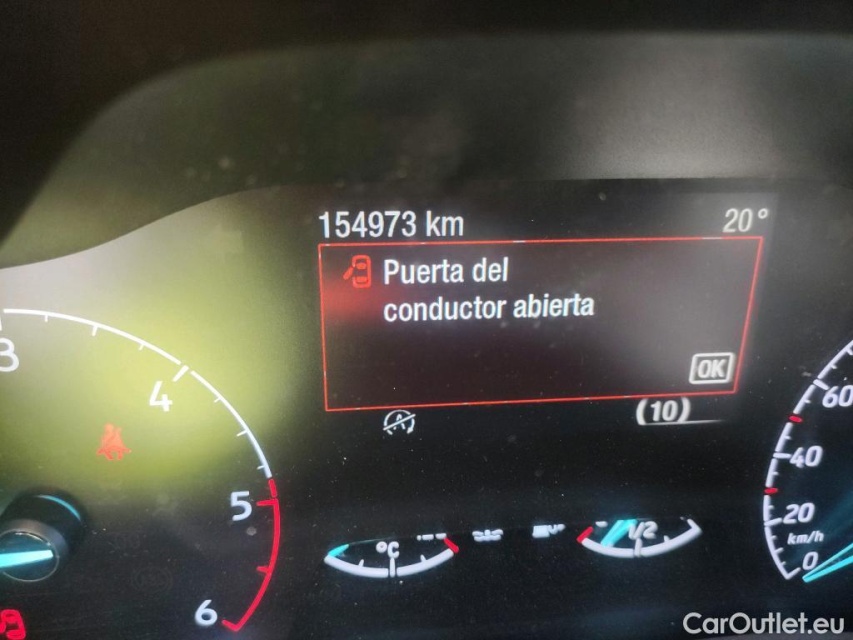 154973 km 20°
Puerta del
conductor abierta
OK
(10)
3
4
5
6
°C
1/2
60
40
20
km/h
0
CarOutlet.eu